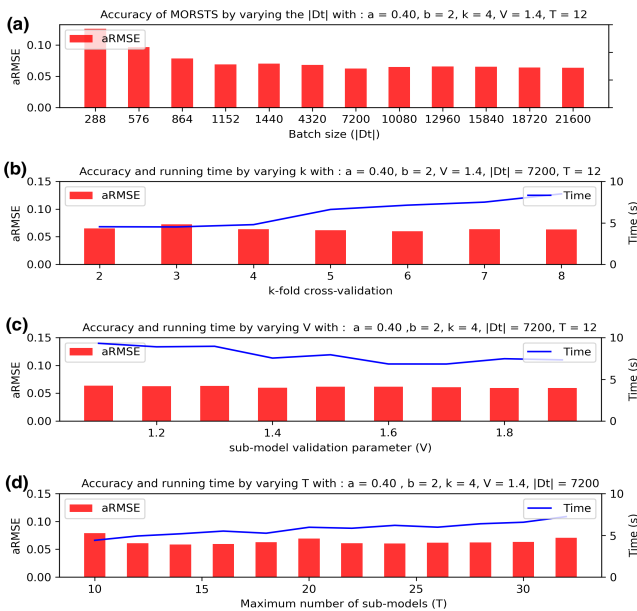 (a)
Accuracy of MORSTS by varying the |Dt| with : a = 0.40, b = 2, k = 4, V = 1.4, T = 12
aRMSE
0.10
0.05
0.00
aRMSE
288 576 864 1152 1440 4320 7200 10080 12960 15840 18720 21600
Batch size (|Dt|)
(b)
Accuracy and running time by varying k with : a = 0.40, b = 2, V = 1.4, |Dt| = 7200, T = 12
aRMSE
0.15
0.10
0.05
0.00
aRMSE
Time
10
5
0
Time (s)
2 3 4 5 6 7 8
k-fold cross-validation
(c)
Accuracy and running time by varying V with : a = 0.40 ,b = 2, k = 4, |Dt| = 7200, T = 12
aRMSE
0.15
0.10
0.05
0.00
aRMSE
Time
10
5
0
Time (s)
1.2 1.4 1.6 1.8
sub-model validation parameter (V)
(d)
Accuracy and running time by varying T with : a = 0.40 , b = 2, k = 4, V = 1.4, |Dt| = 7200
aRMSE
0.15
0.10
0.05
0.00
aRMSE
Time
10
5
0
Time (s)
10 15 20 25 30
Maximum number of sub-models (T)